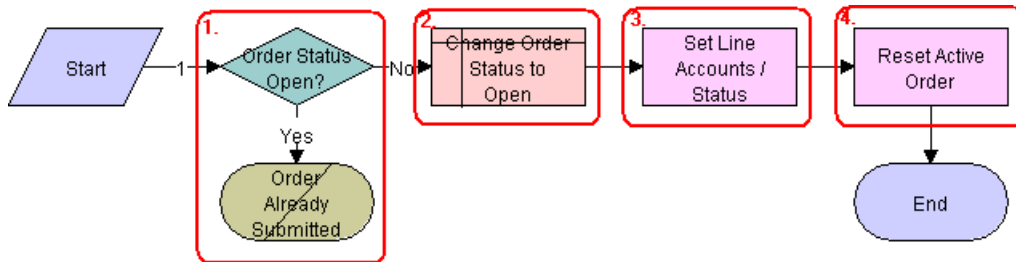 Start
1
1.
Order Status
Open?
No
Yes
Order
Already
Submitted
2.
Change Order
Status to
Open
3.
Set Line
Accounts /
Status
4.
Reset Active
Order
End